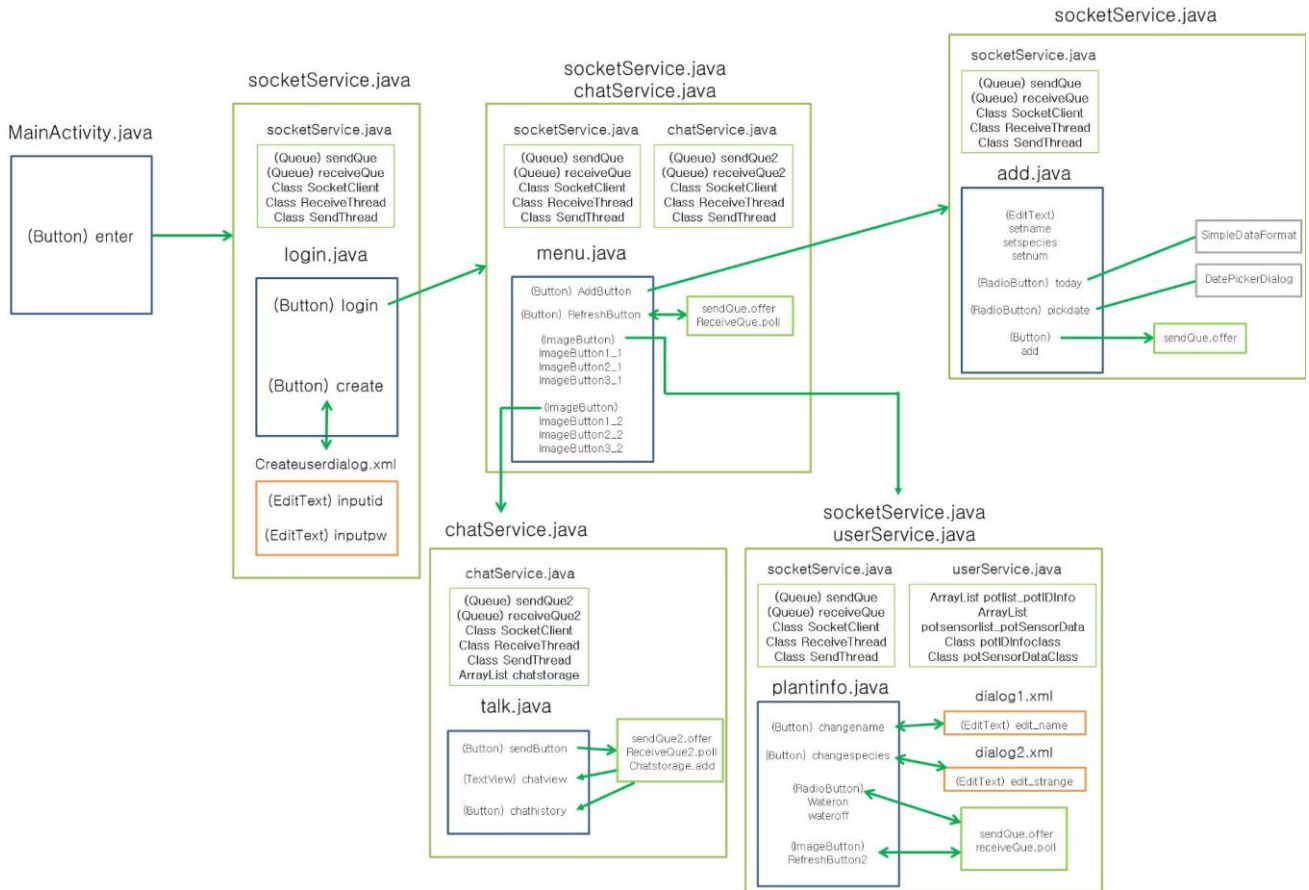 MainActivity.java
(Button) enter
socketService.java
socketService.java
(Queue) sendQue
(Queue) receiveQue
Class SocketClient
Class ReceiveThread
Class SendThread
login.java
(Button) login
(Button) create
Createuserdialog.xml
(EditText) inputid
(EditText) inputpw
socketService.java
chatService.java
socketService.java
(Queue) sendQue
(Queue) receiveQue
Class SocketClient
Class ReceiveThread
Class SendThread
chatService.java
(Queue) sendQue2
(Queue) receiveQue2
Class SocketClient
Class ReceiveThread
Class SendThread
menu.java
(Button) AddButton
(Button) RefreshButton
(ImageButton)
ImageButton1_1
ImageButton2_1
ImageButton3_1
(ImageButton)
ImageButton1_2
ImageButton2_2
ImageButton3_2
sendQue.offer
ReceiveQue.poll
socketService.java
socketService.java
(Queue) sendQue
(Queue) receiveQue
Class SocketClient
Class ReceiveThread
Class SendThread
add.java
(EditText)
setname
setspecies
setnum
(RadioButton) today
(RadioButton) pickdate
(Button)
add
SimpleDataFormat
DatePickerDialog
sendQue.offer
chatService.java
chatService.java
(Queue) sendQue2
(Queue) receiveQue2
Class SocketClient
Class ReceiveThread
Class SendThread
ArrayList chatstorage
talk.java
(Button) sendButton
(TextView) chatview
(Button) chathistory
sendQue2.offer
ReceiveQue2.poll
Chatstorage.add
socketService.java
userService.java
socketService.java
(Queue) sendQue
(Queue) receiveQue
Class SocketClient
Class ReceiveThread
Class SendThread
userService.java
ArrayList potlist_potIDInfo
ArrayList
potsensorlist_potSensorData
Class potIDInfoclass
Class potSensorDataClass
plantinfo.java
(Button) changename
(Button) changespecies
(RadioButton)
Wateron
wateroff
(ImageButton)
RefreshButton2
dialog1.xml
(EditText) edit_name
dialog2.xml
(EditText) edit_strange
sendQue.offer
receiveQue.poll